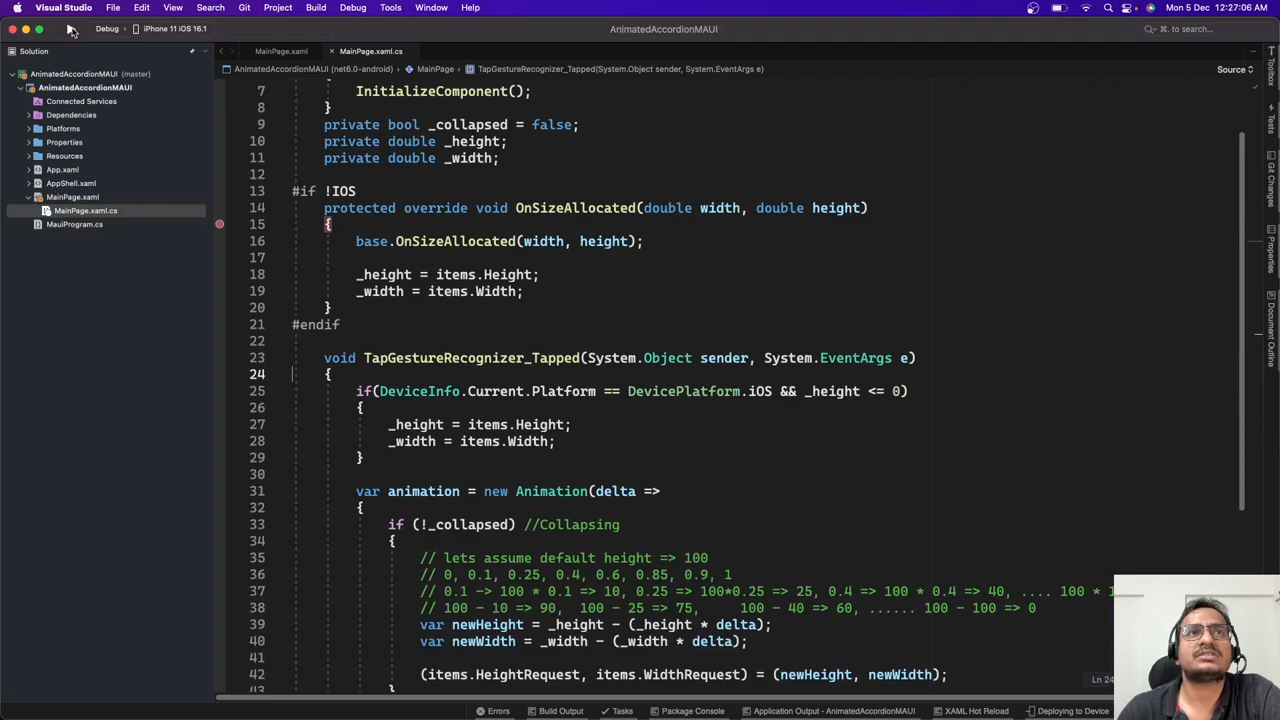 Visual Studio File Edit View Search Git Project Build Debug Tools Window Help Mon 5 Dec 12:27:06 AM
Debug iPhone 11 iOS 16.1 AnimatedAccordionMAUI ⌘. to search...
Solution
MainPage.xaml MainPage.xaml.cs
AnimatedAccordionMAUI (net6.0-android) MainPage TapGestureRecognizer_Tapped(System.Object sender, System.EventArgs e) Source
AnimatedAccordionMAUI (master)
AnimatedAccordionMAUI
Connected Services
Dependencies
Platforms
Properties
Resources
App.xaml
AppShell.xaml
MainPage.xaml
MainPage.xaml.cs
MauiProgram.cs
{
7 InitializeComponent();
8 }
9 private bool _collapsed = false;
10 private double _height;
11 private double _width;
12
13 #if !IOS
14 protected override void OnSizeAllocated(double width, double height)
15 {
16 base.OnSizeAllocated(width, height);
17
18 _height = items.Height;
19 _width = items.Width;
20 }
21 #endif
22
23 void TapGestureRecognizer_Tapped(System.Object sender, System.EventArgs e)
24 {
25 if(DeviceInfo.Current.Platform == DevicePlatform.iOS && _height <= 0)
26 {
27 _height = items.Height;
28 _width = items.Width;
29 }
30
31 var animation = new Animation(delta =>
32 {
33 if (!_collapsed) //Collapsing
34 {
35 // lets assume default height => 100
36 // 0, 0.1, 0.25, 0.4, 0.6, 0.85, 0.9, 1
37 // 0.1 -> 100 * 0.1 => 10, 0.25 => 100*0.25 => 25, 0.4 => 100 * 0.4 => 40, .... 100 * 1
38 // 100 - 10 => 90, 100 - 25 => 75, 100 - 40 => 60, ...... 100 - 100 => 0
39 var newHeight = _height - (_height * delta);
40 var newWidth = _width - (_width * delta);
41
42 (items.HeightRequest, items.WidthRequest) = (newHeight, newWidth);
43 }
Toolbox
Tests
Git Changes
Properties
Document Outline
Ln 24
Errors Build Output Tasks Package Console Application Output - AnimatedAccordionMAUI XAML Hot Reload Deploying to Device